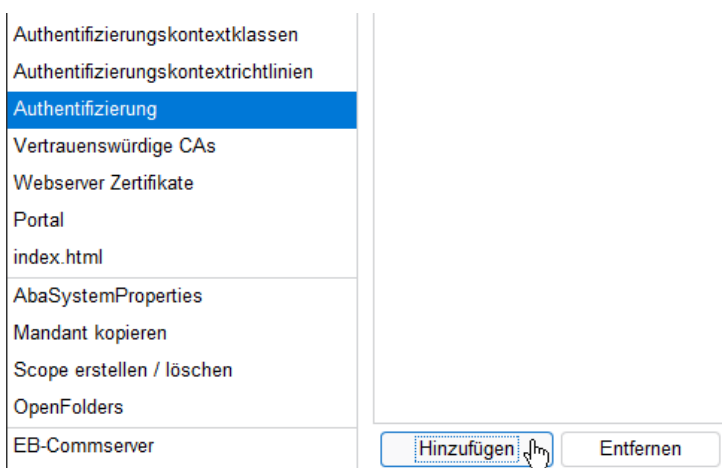 Authentifizierungskontextklassen
Authentifizierungskontextrichtlinien
Authentifizierung
Vertrauenswürdige CAs
Webserver Zertifikate
Portal
index.html
AbaSystemProperties
Mandant kopieren
Scope erstellen / löschen
OpenFolders
EB-Commserver
Hinzufügen
Entfernen